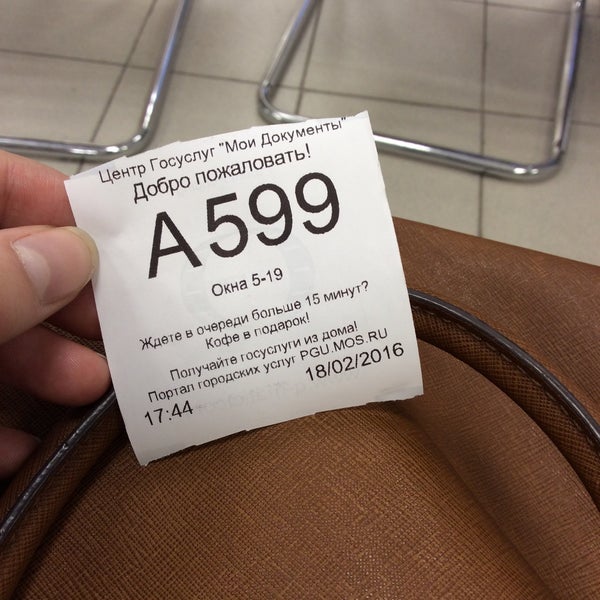 Центр Госуслуг "Мои Документы"
Добро пожаловать!
A599
Окна 5-19
Ждете в очереди больше 15 минут?
Кофе в подарок!
Получайте госуслуги из дома!
Портал городских услуг PGU.MOS.RU
17:44 18/02/2016